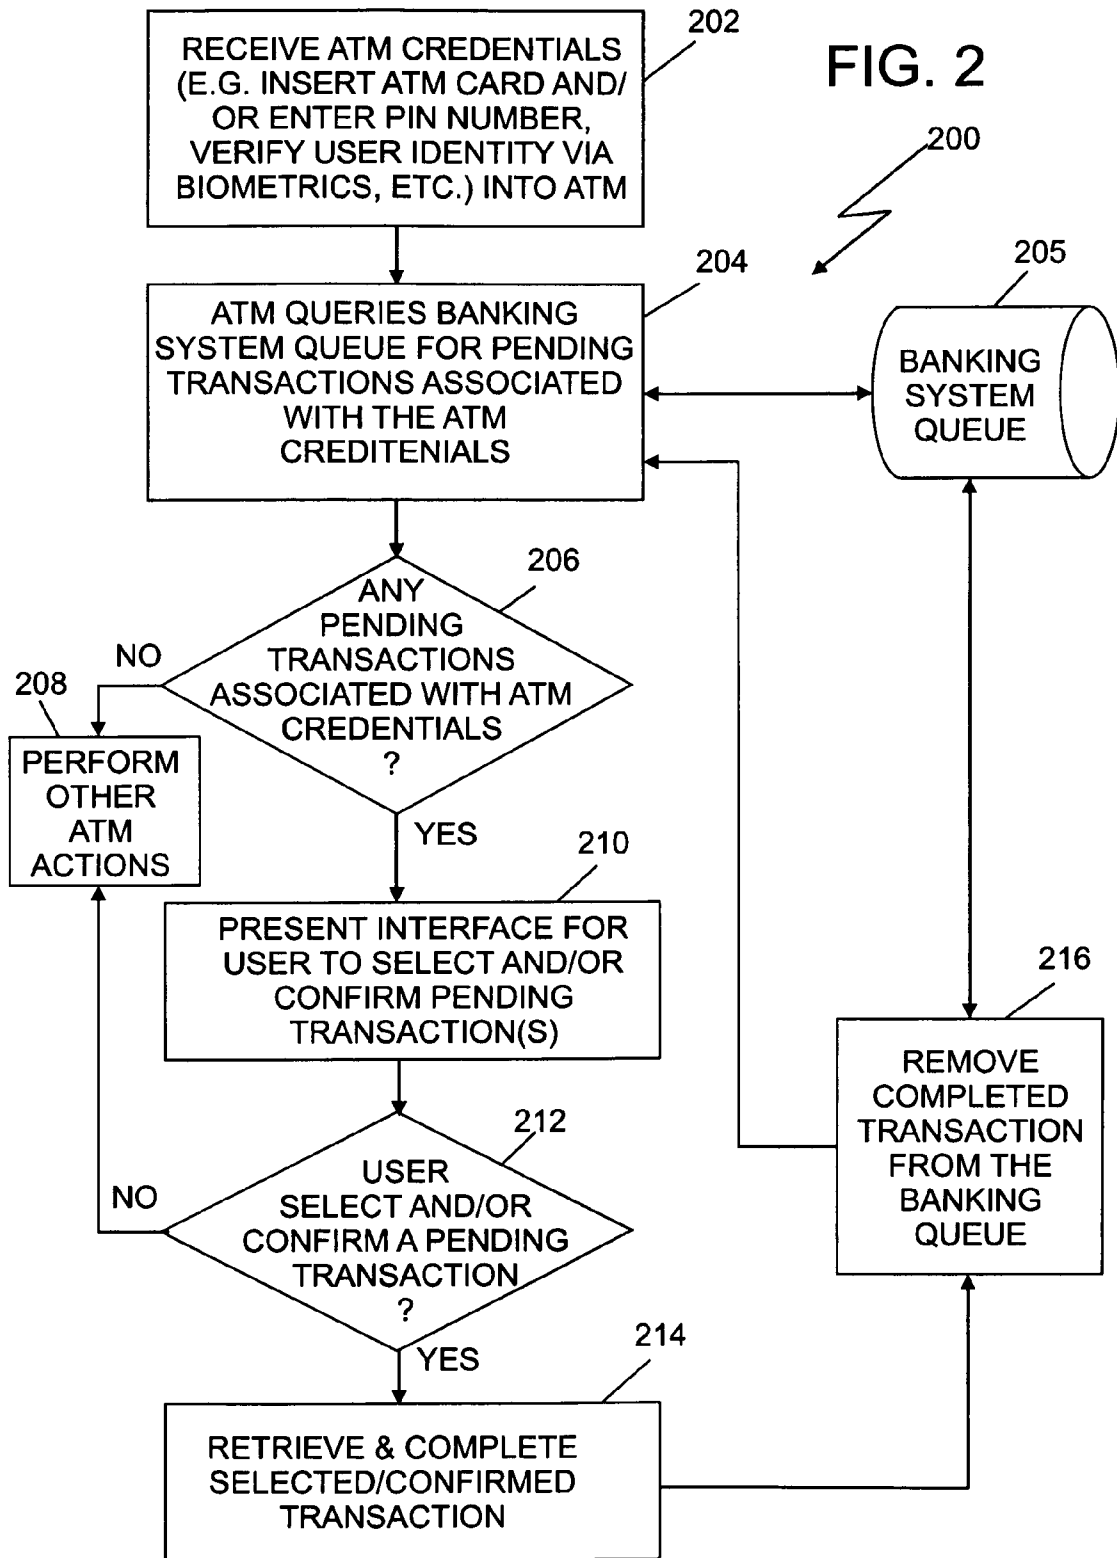 202
RECEIVE ATM CREDENTIALS
(E.G. INSERT ATM CARD AND/
OR ENTER PIN NUMBER,
VERIFY USER IDENTITY VIA
BIOMETRICS, ETC.) INTO ATM
FIG. 2
200
204
ATM QUERIES BANKING
SYSTEM QUEUE FOR PENDING
TRANSACTIONS ASSOCIATED
WITH THE ATM
CREDITENIALS
205
BANKING
SYSTEM
QUEUE
206
ANY
PENDING
TRANSACTIONS
ASSOCIATED WITH ATM
CREDENTIALS
?
NO
208
PERFORM
OTHER
ATM
ACTIONS
YES
210
PRESENT INTERFACE FOR
USER TO SELECT AND/OR
CONFIRM PENDING
TRANSACTION(S)
212
USER
SELECT AND/OR
CONFIRM A PENDING
TRANSACTION
?
NO
YES
214
RETRIEVE & COMPLETE
SELECTED/CONFIRMED
TRANSACTION
216
REMOVE
COMPLETED
TRANSACTION
FROM THE
BANKING
QUEUE